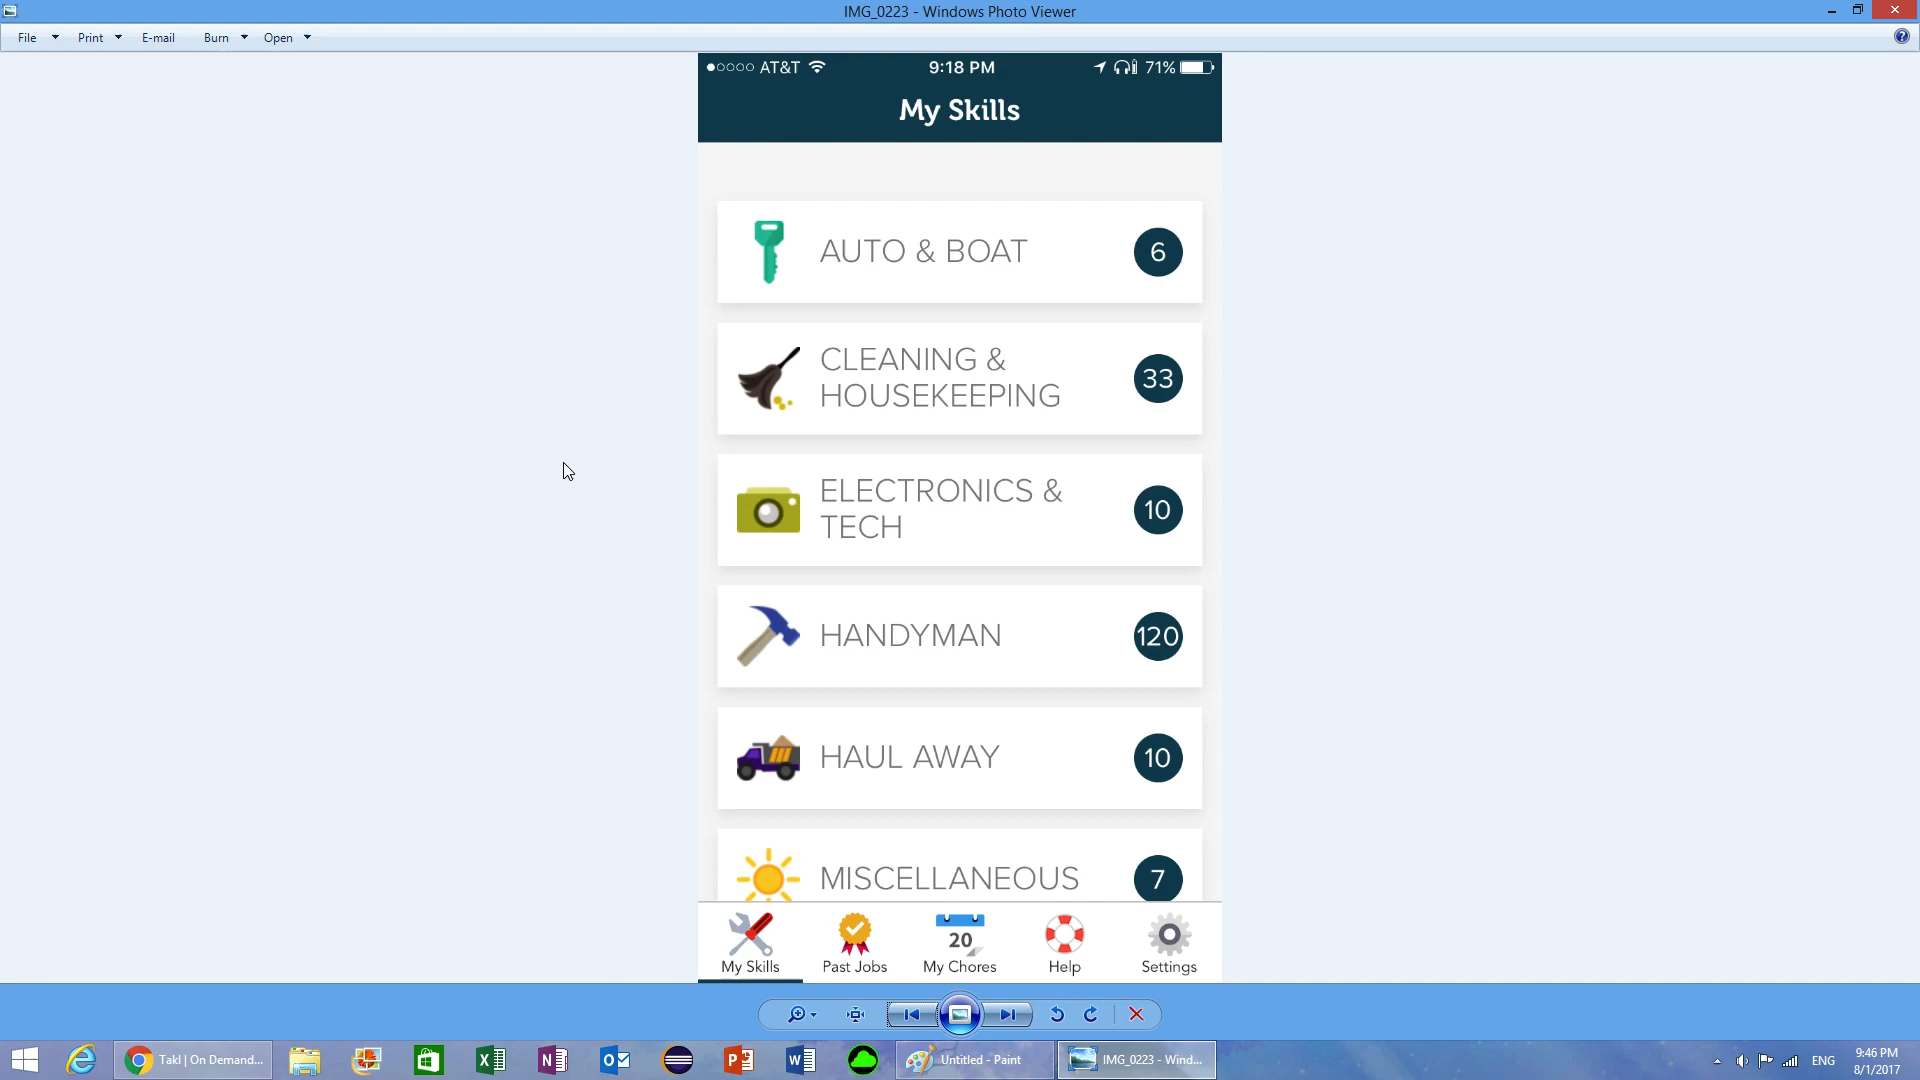 IMG_0223 - Windows Photo Viewer
File Print E-mail Burn Open
AT&T 9:18 PM 71%
My Skills
AUTO & BOAT 6
CLEANING &
HOUSEKEEPING 33
ELECTRONICS &
TECH 10
HANDYMAN 120
HAUL AWAY 10
MISCELLANEOUS 7
20
My Skills Past Jobs My Chores Help Settings
Takl | On Demand... Untitled - Paint IMG_0223 - Wind... ENG 9:46 PM
8/1/2017